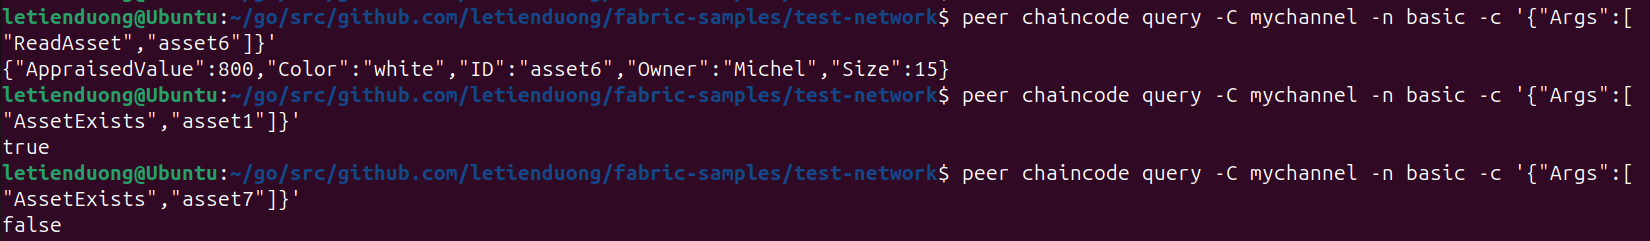 letienduong@Ubuntu:~/go/src/github.com/letienduong/fabric-samples/test-network$ peer chaincode query -C mychannel -n basic -c '{"Args":[
"ReadAsset","asset6"]}'
{"AppraisedValue":800,"Color":"white","ID":"asset6","Owner":"Michel","Size":15}
letienduong@Ubuntu:~/go/src/github.com/letienduong/fabric-samples/test-network$ peer chaincode query -C mychannel -n basic -c '{"Args":[
"AssetExists","asset1"]}'
true
letienduong@Ubuntu:~/go/src/github.com/letienduong/fabric-samples/test-network$ peer chaincode query -C mychannel -n basic -c '{"Args":[
"AssetExists","asset7"]}'
false